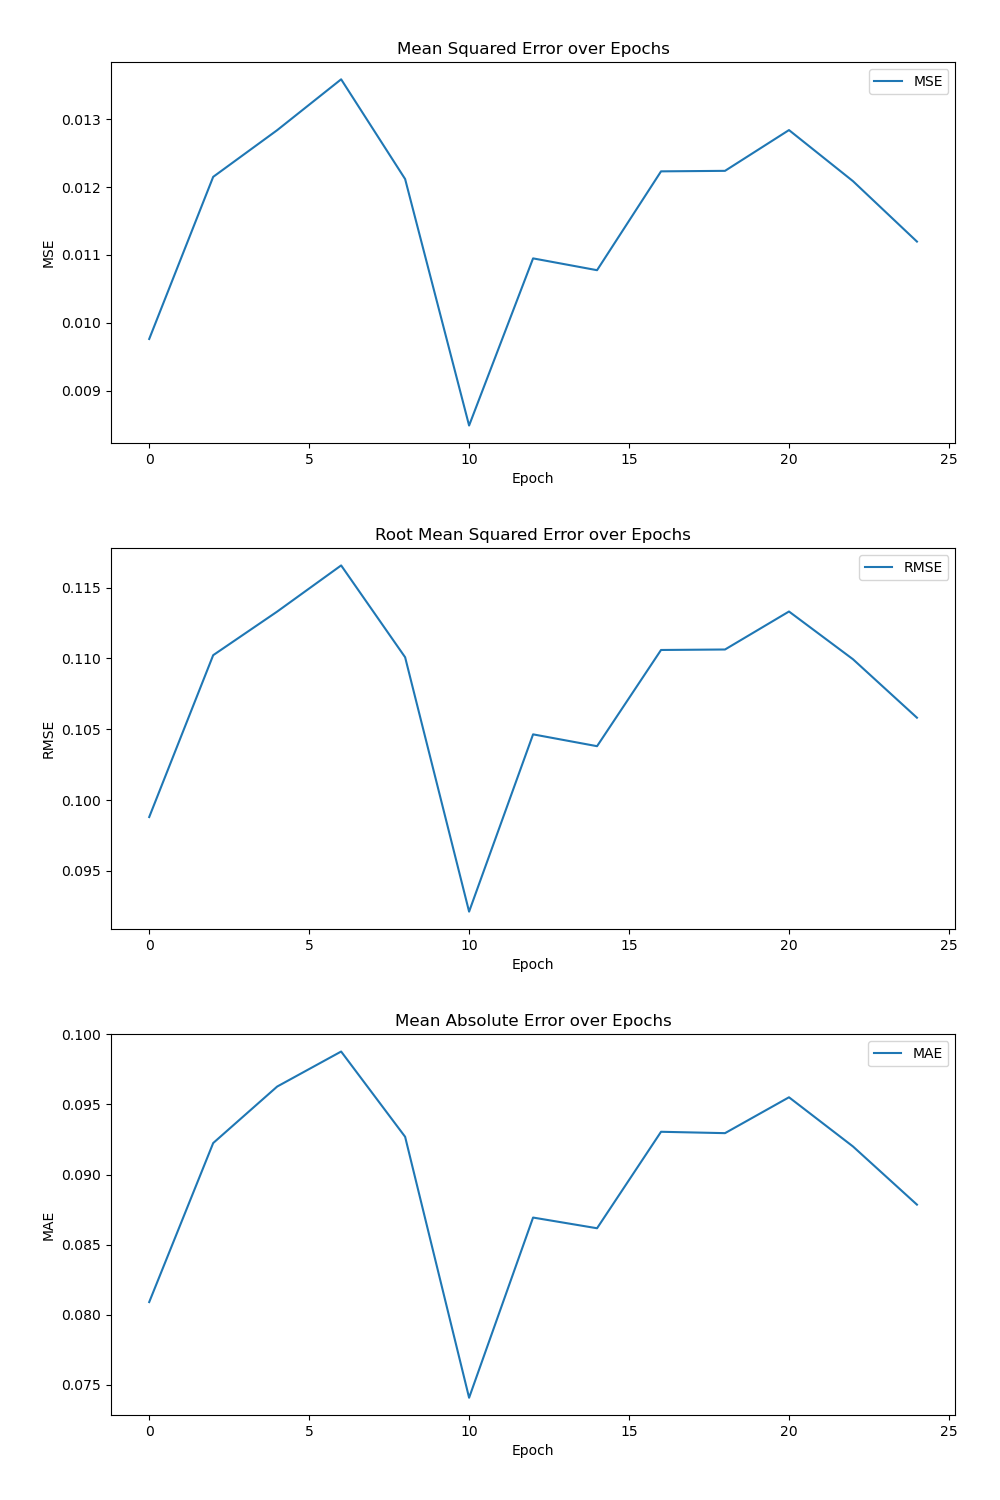 Mean Squared Error over Epochs
MSE
0.013
0.012
0.011
0.010
0.009
MSE
0 5 10 15 20 25
Epoch
Root Mean Squared Error over Epochs
RMSE
0.115
0.110
0.105
0.100
0.095
RMSE
0 5 10 15 20 25
Epoch
Mean Absolute Error over Epochs
MAE
0.100
0.095
0.090
0.085
0.080
0.075
MAE
0 5 10 15 20 25
Epoch